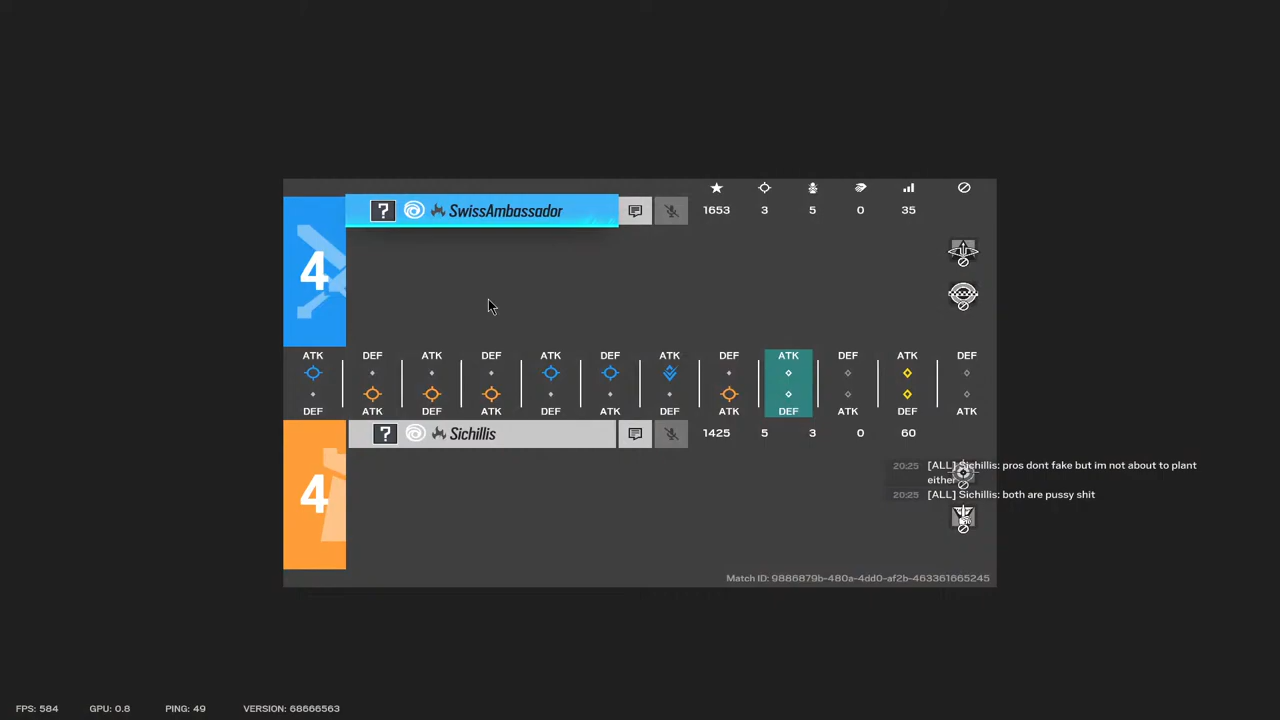 ? SwissAmbassador 1653 3 5 0 35
4
ATK DEF ATK DEF ATK DEF ATK DEF ATK DEF ATK DEF
DEF ATK DEF ATK DEF ATK DEF ATK DEF ATK DEF ATK
? Sichillis 1425 5 3 0 60
4
20:25 [ALL] Sichillis: pros dont fake but im not about to plant
either
20:25 [ALL] Sichillis: both are pussy shit
Match ID: 9886879b-480a-4dd0-af2b-463361665245
FPS: 584 GPU: 0.8 PING: 49 VERSION: 68666563